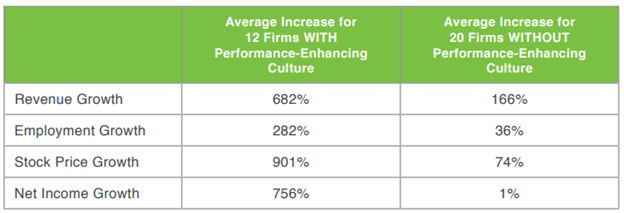 Average Increase for
12 Firms WITH
Performance-Enhancing
Culture
Average Increase for
20 Firms WITHOUT
Performance-Enhancing
Culture
Revenue Growth 682% 166%
Employment Growth 282% 36%
Stock Price Growth 901% 74%
Net Income Growth 756% 1%